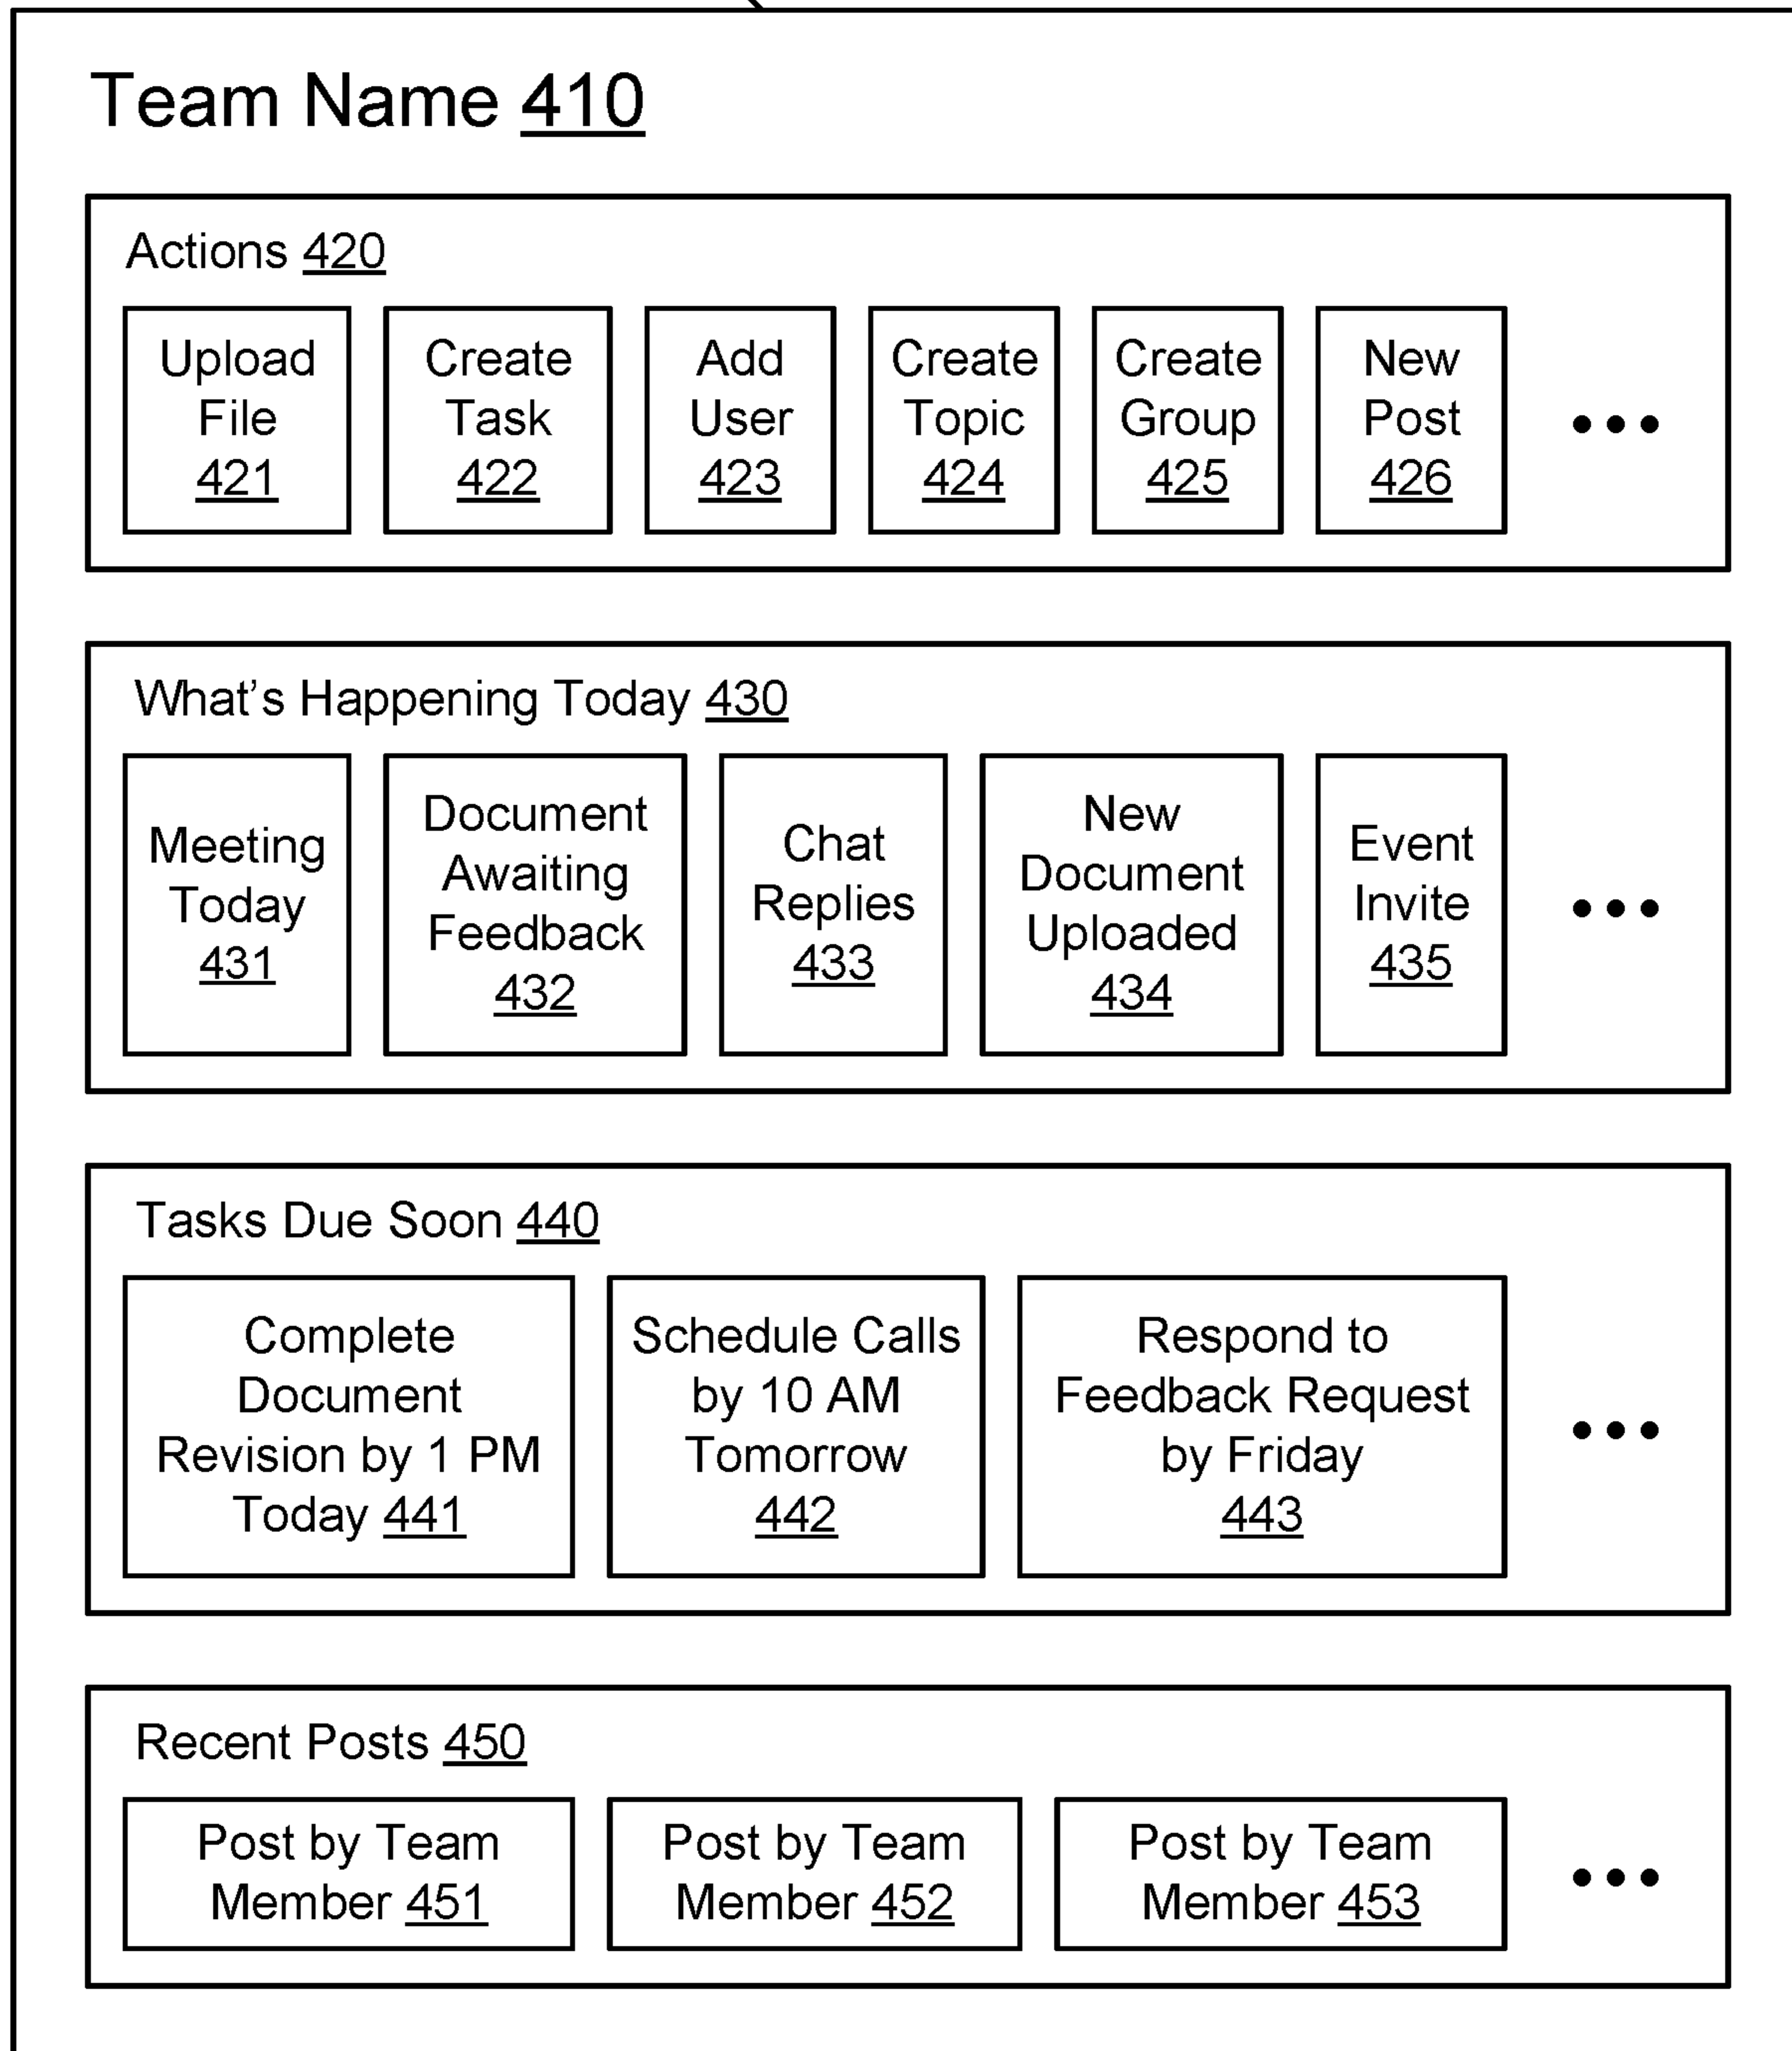 Team Name 410
Actions 420
Upload
File
421
Create
Task
422
Add
User
423
Create
Topic
424
Create
Group
425
New
Post
426
What's Happening Today 430
Meeting
Today
431
Document
Awaiting
Feedback
432
Chat
Replies
433
New
Document
Uploaded
434
Event
Invite
435
Tasks Due Soon 440
Complete
Document
Revision by 1 PM
Today 441
Schedule Calls
by 10 AM
Tomorrow
442
Respond to
Feedback Request
by Friday
443
Recent Posts 450
Post by Team
Member 451
Post by Team
Member 452
Post by Team
Member 453